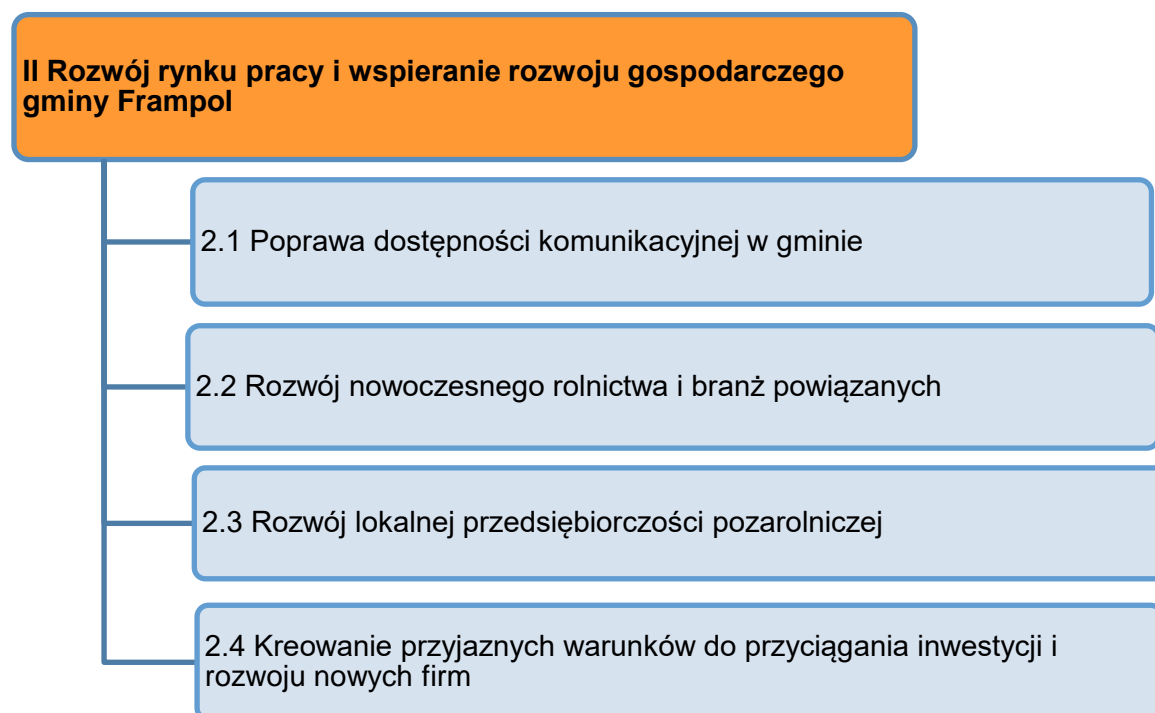 II Rozwój rynku pracy i wspieranie rozwoju gospodarczego
gminy Frampol
2.1 Poprawa dostępności komunikacyjnej w gminie
2.2 Rozwój nowoczesnego rolnictwa i branż powiązanych
2.3 Rozwój lokalnej przedsiębiorczości pozarolniczej
2.4 Kreowanie przyjaznych warunków do przyciągania inwestycji i
rozwoju nowych firm